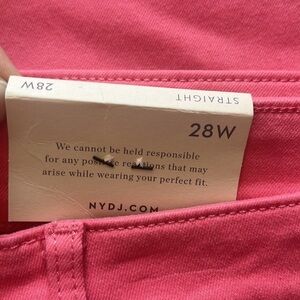 28W
STRAIGHT
28W
We cannot be held responsible
for any positive reactions that may
arise while wearing your perfect fit.
NYDJ.COM